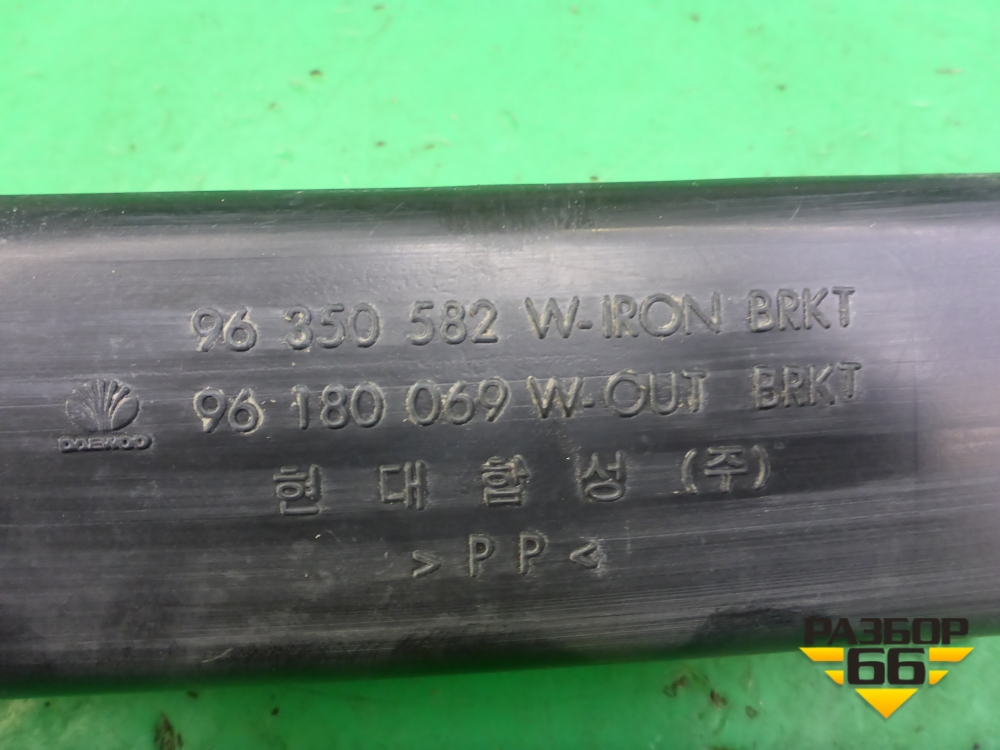 96 350 582 W-IRON BRKT
96 180 069 W-OUT BRKT
DAEWOO
현 대 합 성 (주)
> P P <
РАЗБОР
66